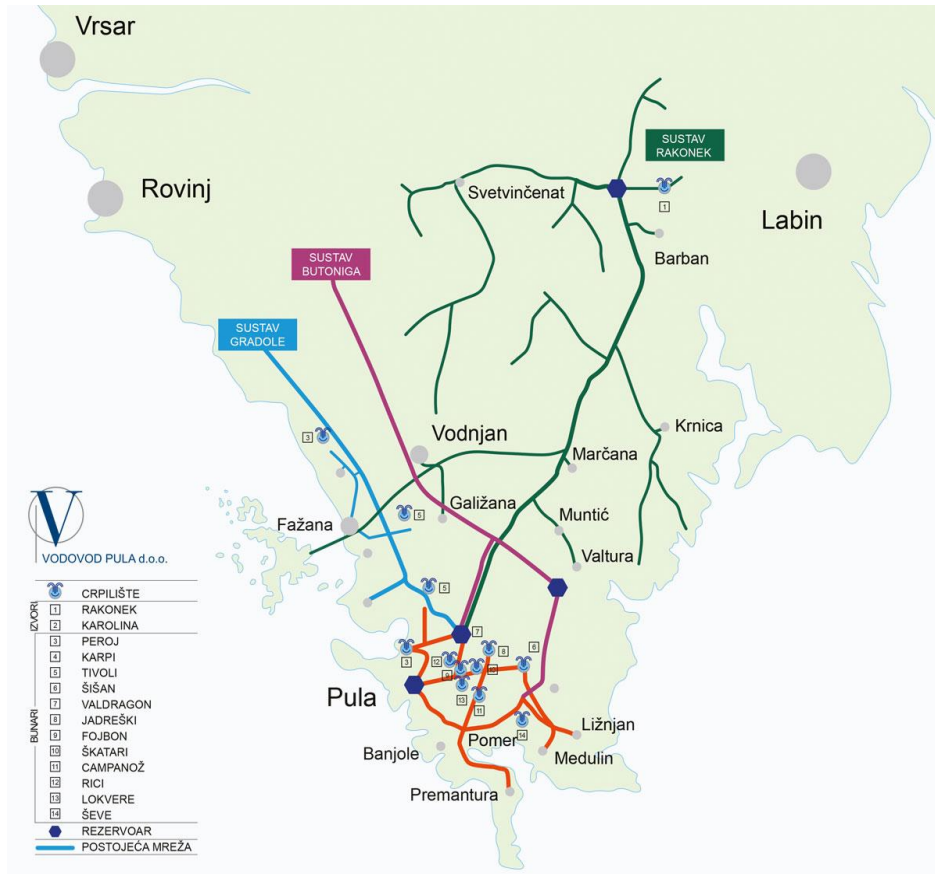 Vrsar
SUSTAV
RAKONEK
Rovinj
Svetvinčenat
1
Labin
Barban
SUSTAV
BUTONIGA
SUSTAV
GRADOLE
3
Vodnjan
Krnica
Marčana
Galižana
5
Fažana
Muntić
Valtura
5
7
8
6
3
12
9
10
13
11
Pula
14
Ližnjan
Pomer
Banjole
Medulin
Premantura
V
VODOVOD PULA d.o.o.
CRPILIŠTE
IZVORI
1 RAKONEK
2 KAROLINA
BUNARI
3 PEROJ
4 KARPI
5 TIVOLI
6 ŠIŠAN
7 VALDRAGON
8 JADREŠKI
9 FOJBON
10 ŠKATARI
11 CAMPANOŽ
12 RICI
13 LOKVERE
14 ŠEVE
REZERVOAR
POSTOJEĆA MREŽA